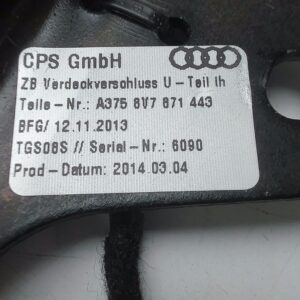 CPS GmbH
ZB Verdeckverschluss U - Teil lh
Teile - Nr.: A375 8V7 871 443
BFG/ 12.11.2013
TGS08S // Serial-Nr.: 6090
Prod - Datum: 2014.03.04